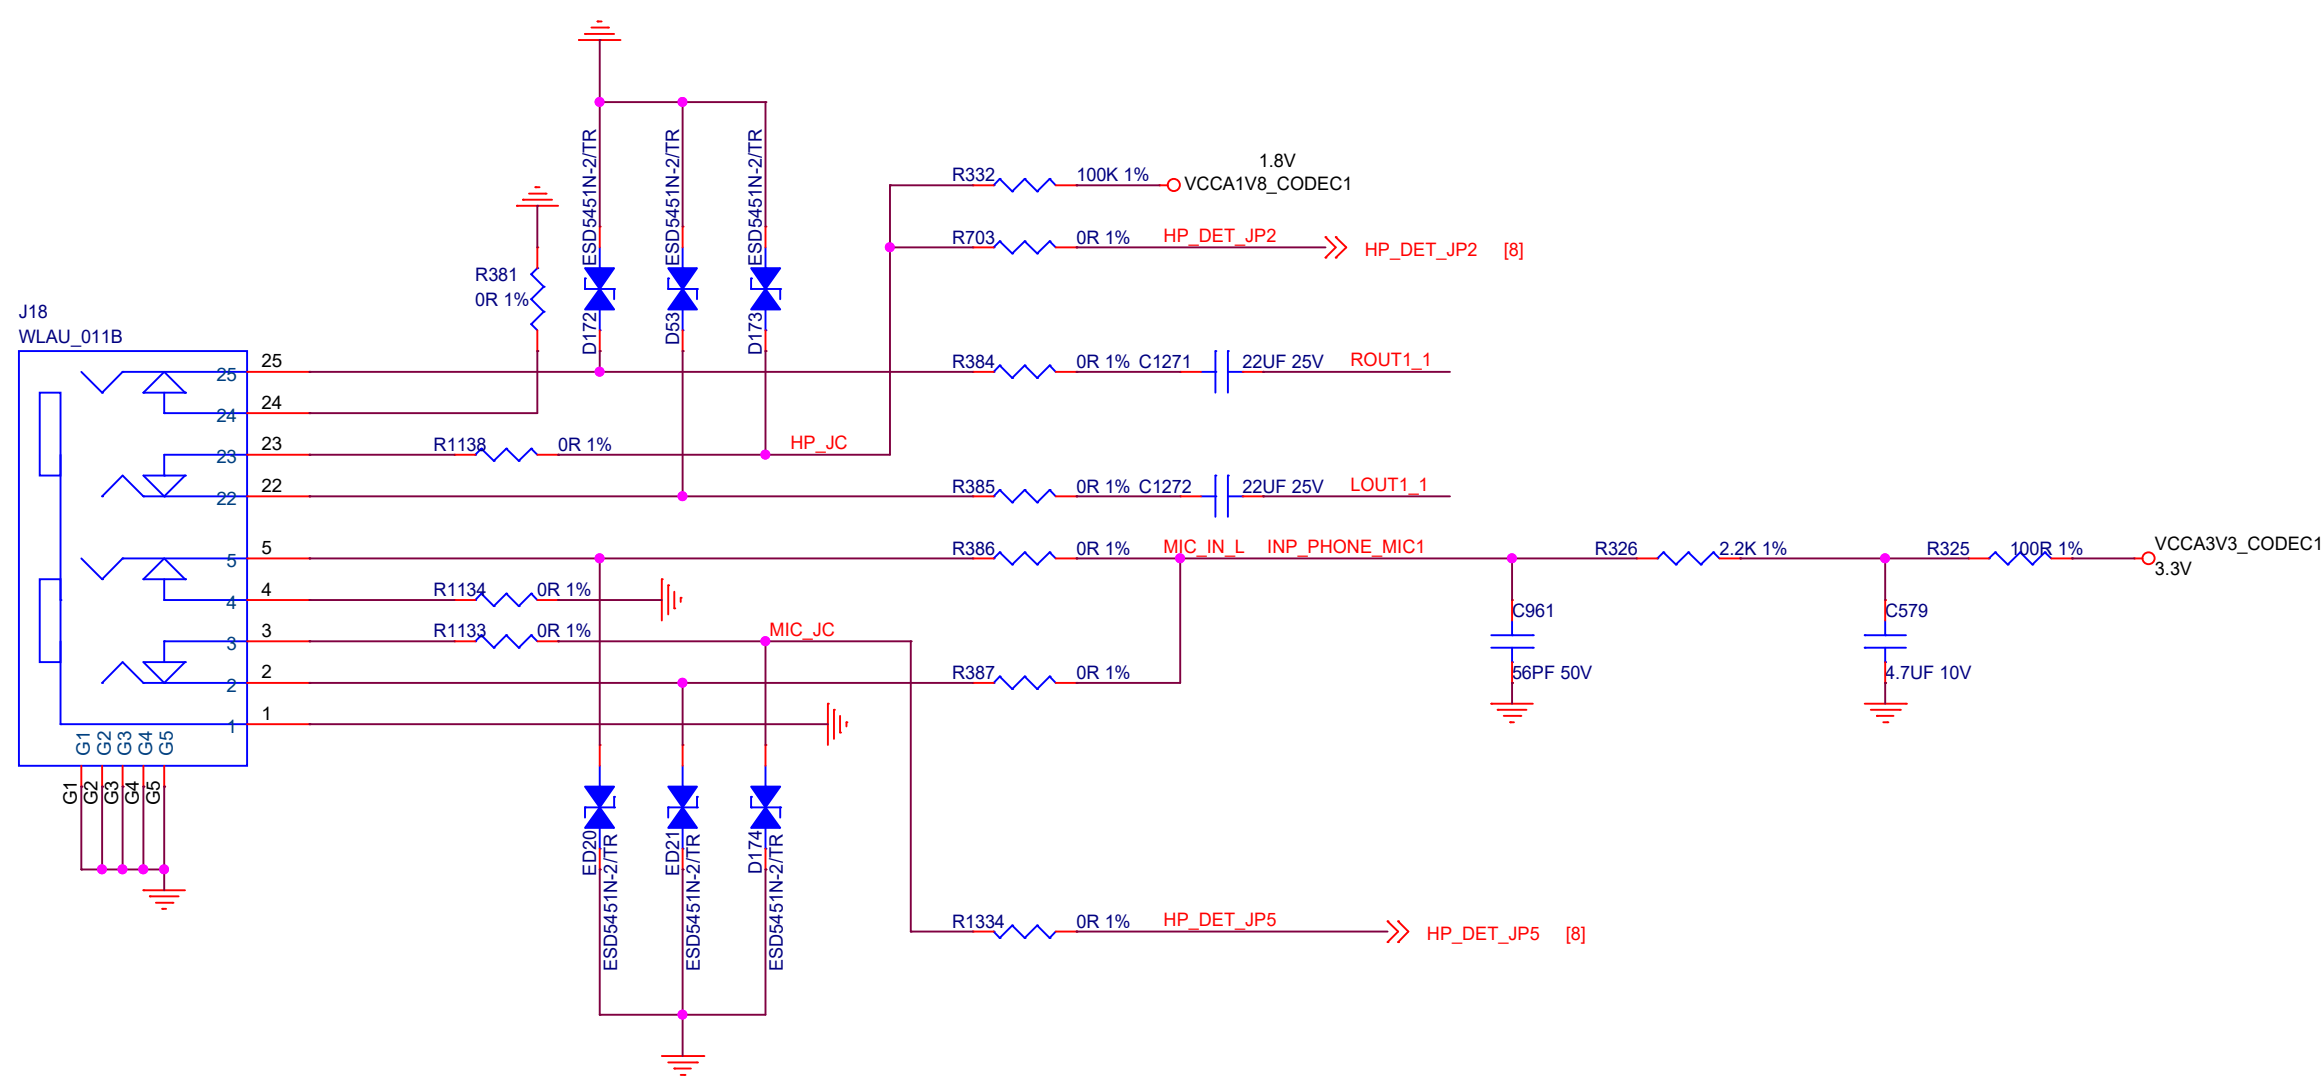 J18
WLAU_011B
25
24
23
22
5
4
3
2
1
25
24
23
22
5
4
3
2
1
G1
G2
G3
G4
G5
G1
G2
G3
G4
G5
R381
0R 1%
ESD5451N-2/TR
D172
ESD5451N-2/TR
D53
ESD5451N-2/TR
D173
R332 100K 1%
1.8V
VCCA1V8_CODEC1
R703 0R 1% HP_DET_JP2
HP_DET_JP2 [8]
R384 0R 1% C1271 22UF 25V ROUT1_1
R1138 0R 1% HP_JC
R385 0R 1% C1272 22UF 25V LOUT1_1
R386 0R 1% MIC_IN_L INP_PHONE_MIC1
R326 2.2K 1%
R325 100R 1%
VCCA3V3_CODEC1
3.3V
R1134 0R 1%
C961
56PF 50V
C579
4.7UF 10V
R1133 0R 1% MIC_JC
R387 0R 1%
ED20
ESD5451N-2/TR
ED21
ESD5451N-2/TR
D174
ESD5451N-2/TR
R1334 0R 1% HP_DET_JP5
HP_DET_JP5 [8]